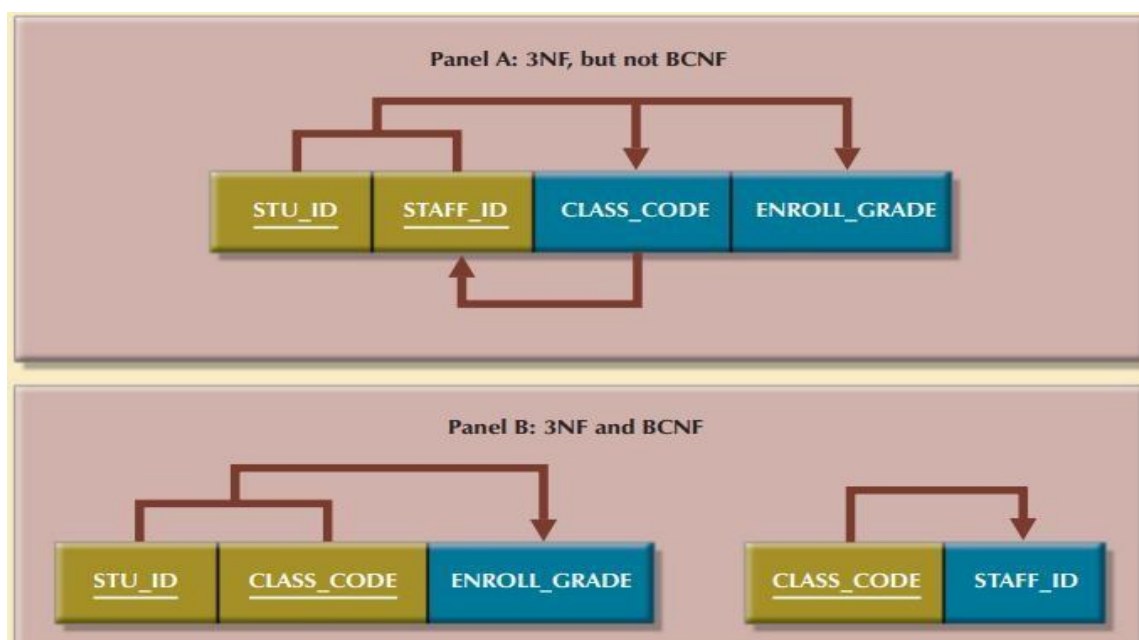 Panel A: 3NF, but not BCNF
STU_ID STAFF_ID CLASS_CODE ENROLL_GRADE
Panel B: 3NF and BCNF
STU_ID CLASS_CODE ENROLL_GRADE CLASS_CODE STAFF_ID